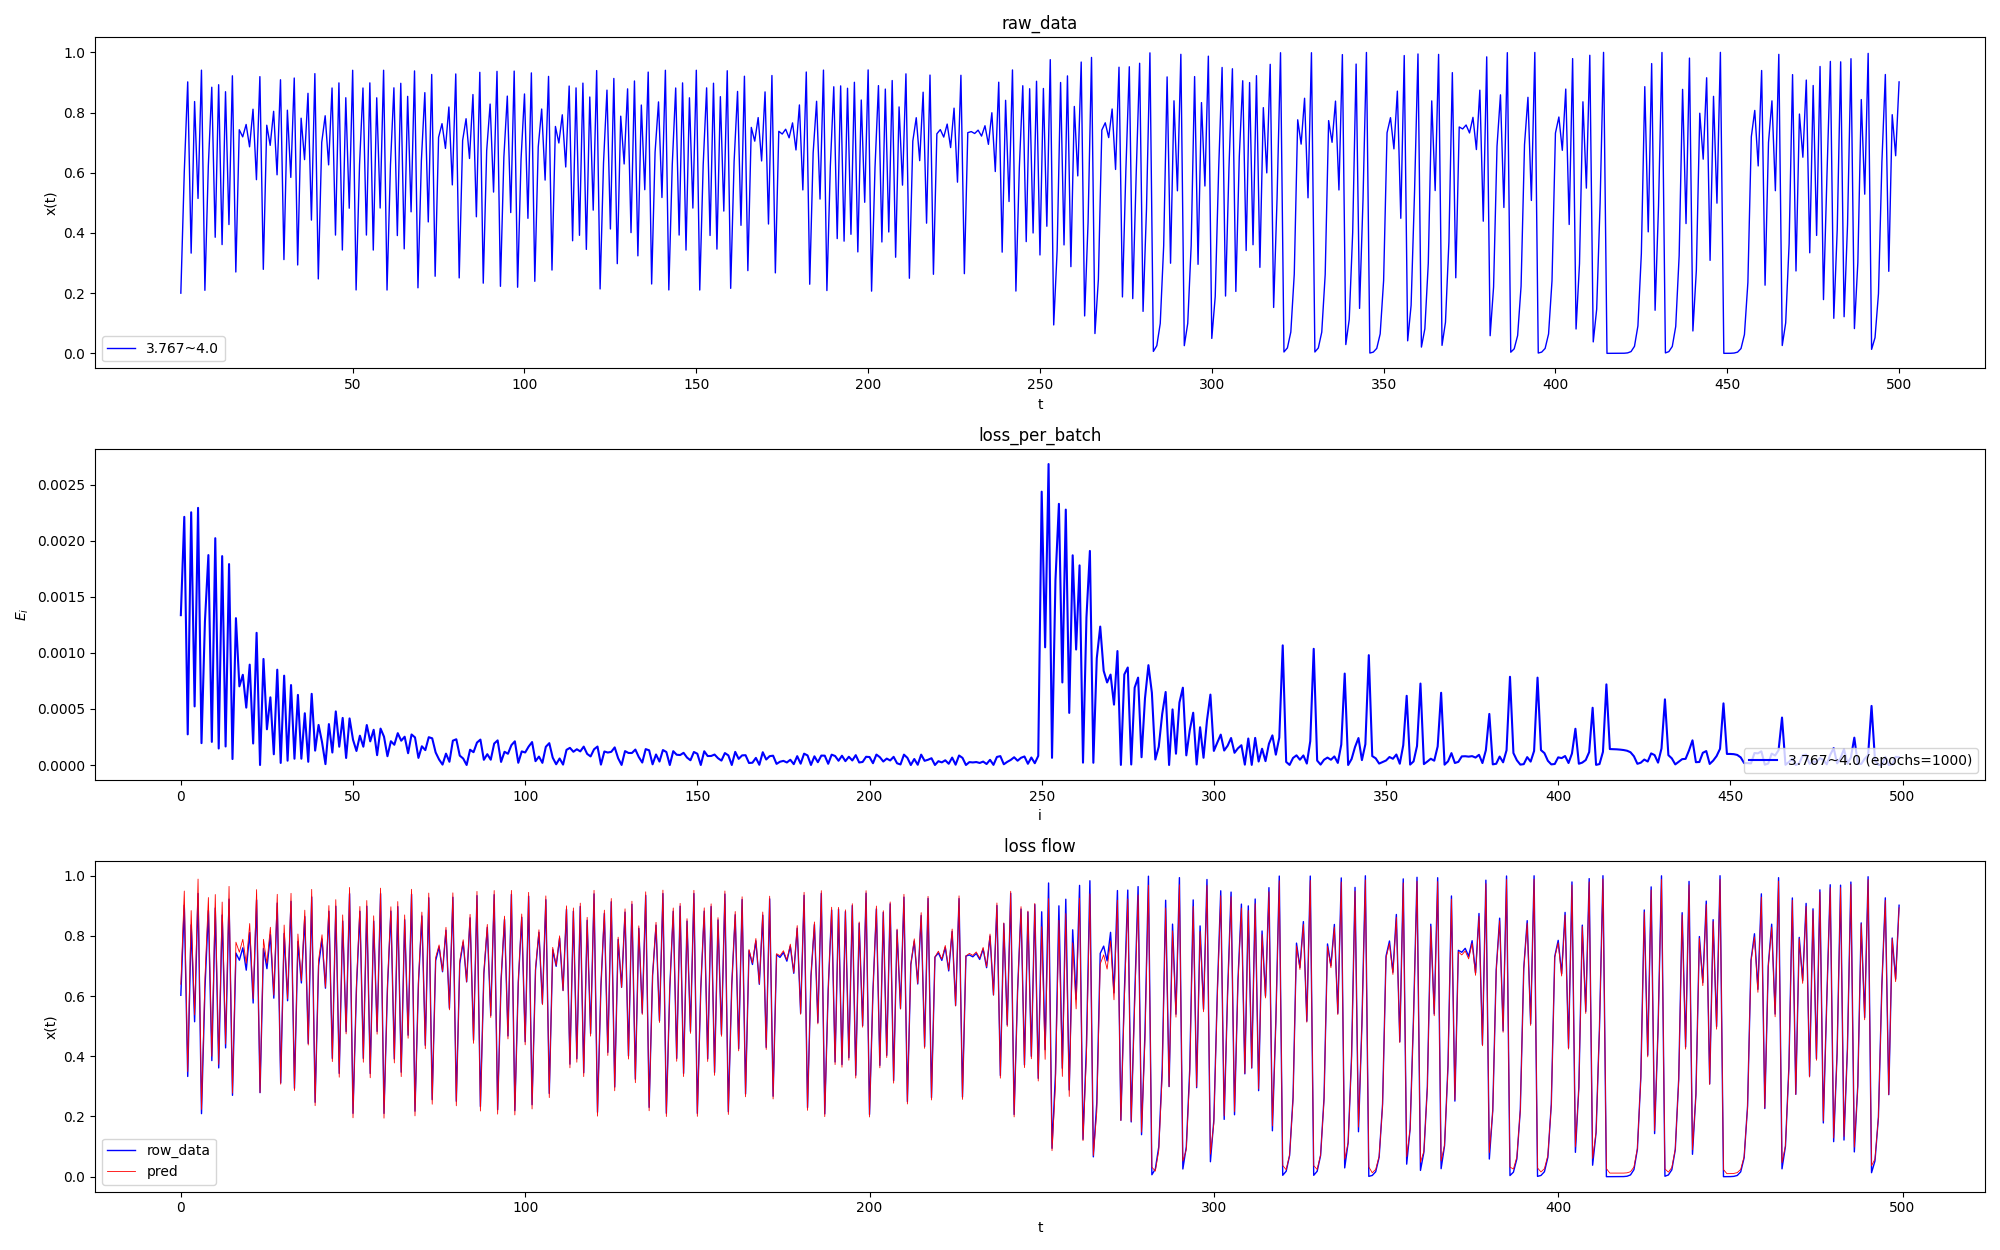 raw_data
1.0
0.8
0.6
0.4
0.2
0.0
x(t)
3.767~4.0
50 100 150 200 250 300 350 400 450 500
t
loss_per_batch
0.0025
0.0020
0.0015
0.0010
0.0005
0.0000
E_i
3.767~4.0 (epochs=1000)
0 50 100 150 200 250 300 350 400 450 500
i
loss flow
1.0
0.8
0.6
0.4
0.2
0.0
x(t)
row_data
pred
0 100 200 300 400 500
t